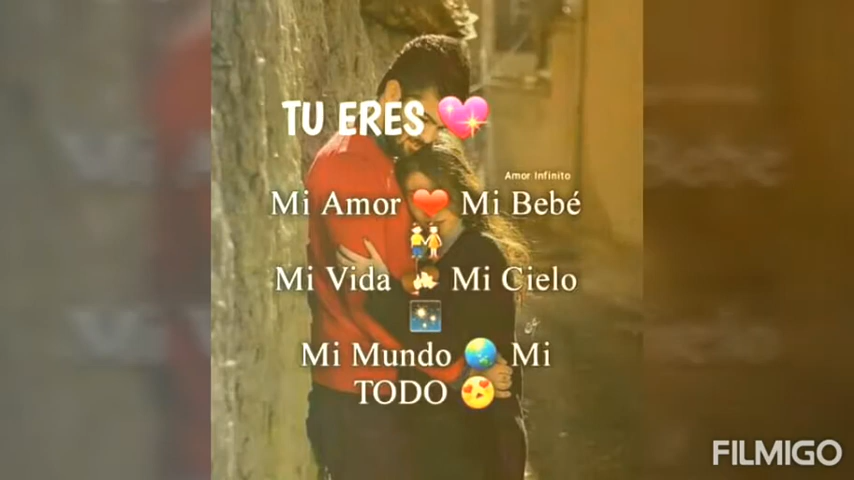 TU ERES 💖
Amor Infinito
Mi Amor ❤️ Mi Bebé
👫
Mi Vida Mi Cielo
🎇
Mi Mundo 🌏 Mi
TODO 😍
FILMIGO